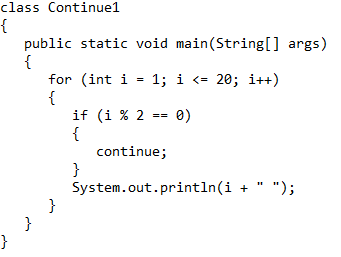 class Continue1
{
public static void main(String[] args)
{
for (int i = 1; i <= 20; i++)
{
if (i % 2 == 0)
{
continue;
}
System.out.println(i + " ");
}
}
}